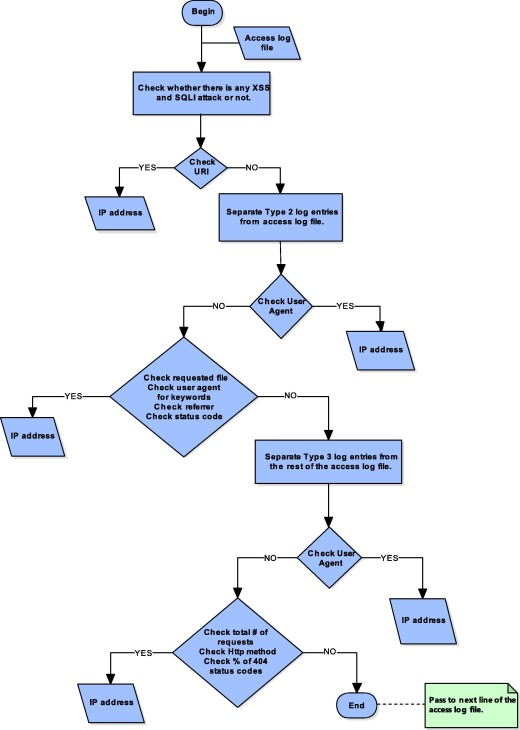 Begin
Access log
file
Check whether there is any XSS
and SQLI attack or not.
Check
URI
YES
NO
IP address
Separate Type 2 log entries
from access log file.
Check User
Agent
NO
YES
IP address
Check requested file
Check user agent
for keywords
Check referrer
Check status code
YES
NO
IP address
Separate Type 3 log entries from
the rest of the access log file.
Check User
Agent
NO
YES
IP address
Check total # of
requests
Check Http method
Check % of 404
status codes
YES
NO
IP address
End
Pass to next line of the
access log file.